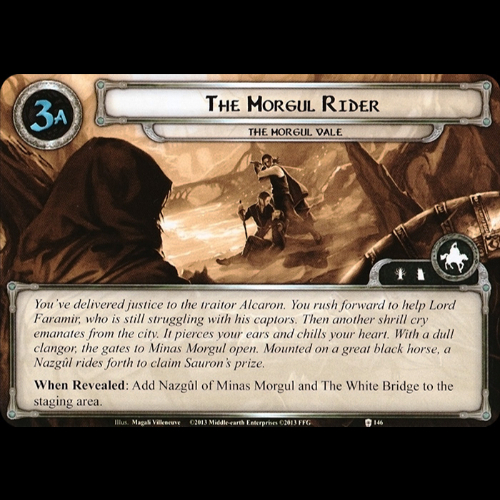 3A
THE MORGUL RIDER
THE MORGUL VALE
You've delivered justice to the traitor Alcaron. You rush forward to help Lord
Faramir, who is still struggling with his captors. Then another shrill cry
emanates from the city. It pierces your ears and chills your heart. With a dull
clangor, the gates to Minas Morgul open. Mounted on a great black horse, a
Nazgûl rides forth to claim Sauron's prize.
When Revealed: Add Nazgûl of Minas Morgul and The White Bridge to the
staging area.
Illus. Magali Villeneuve ©2013 Middle-earth Enterprises ©2013 FFG 146